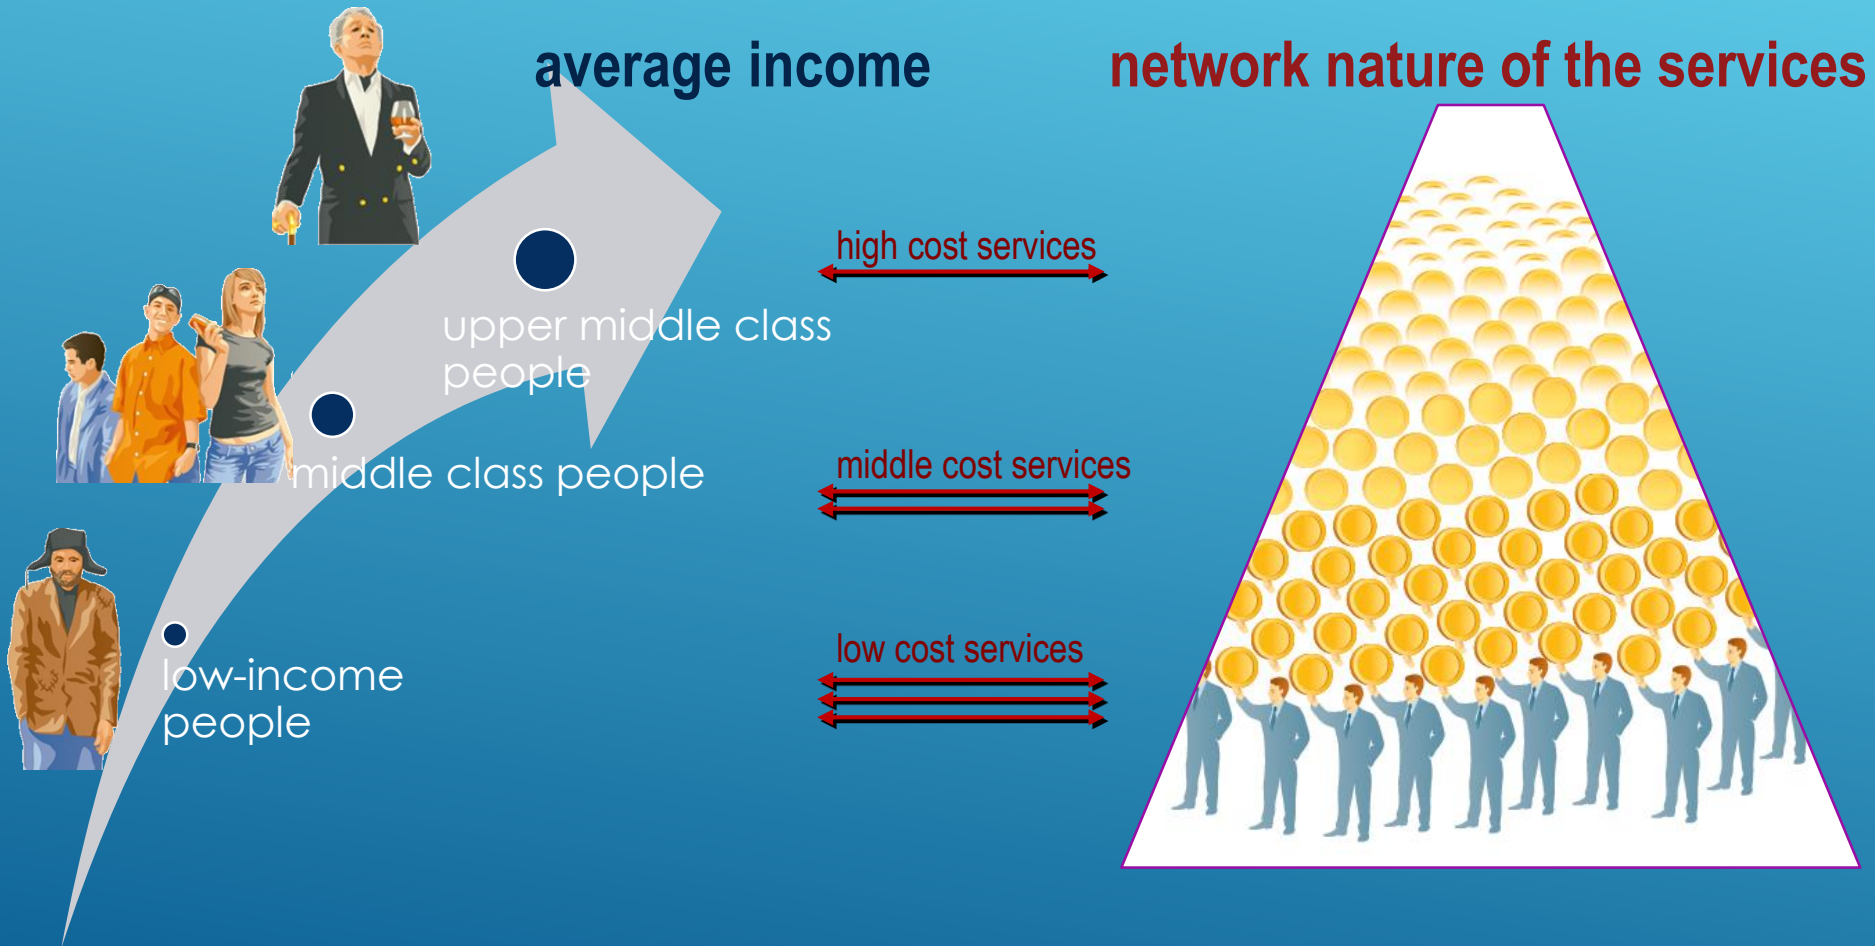 average income
network nature of the services
high cost services
upper middle class
people
middle cost services
middle class people
low cost services
low-income
people